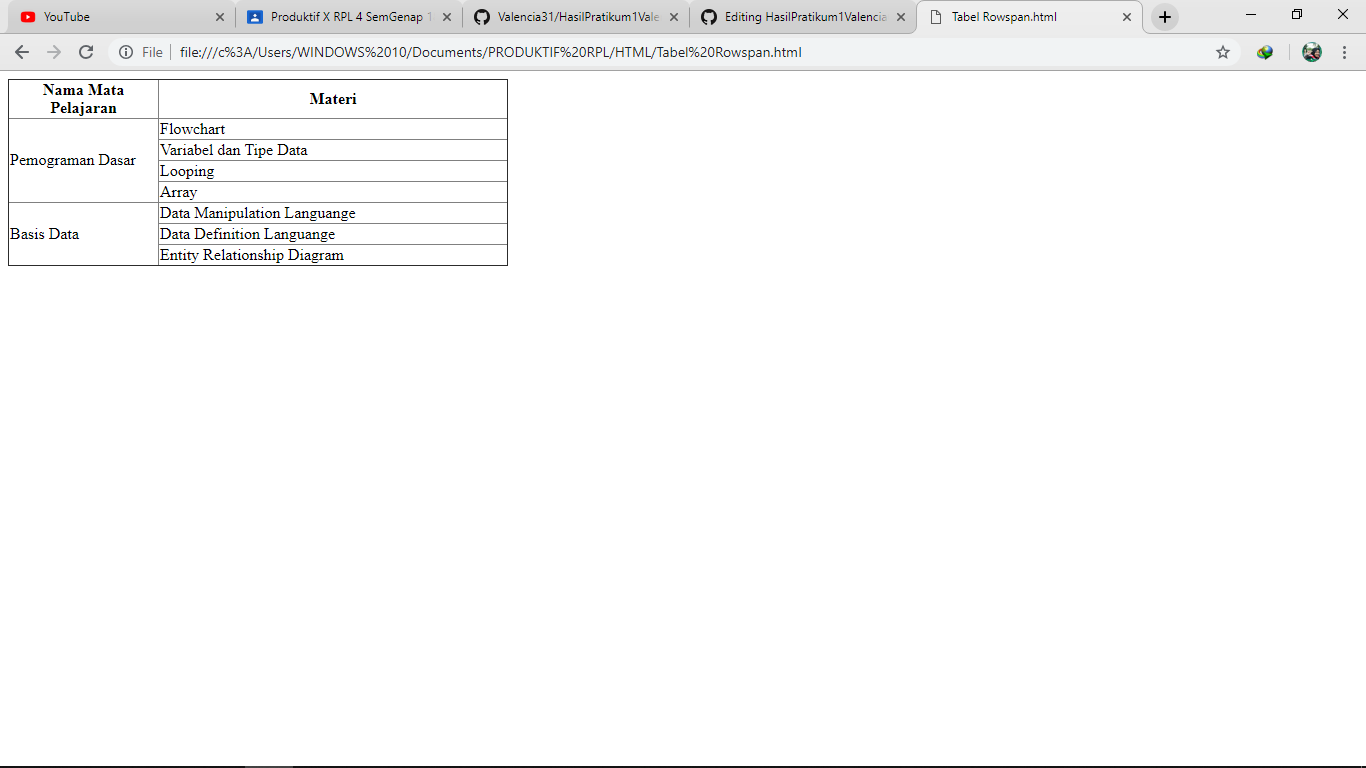 YouTube
Produktif X RPL 4 SemGenap 1
Valencia31/HasilPratikum1Vale
Editing HasilPratikum1Valencia
Tabel Rowspan.html
File
file:///c%3A/Users/WINDOWS%2010/Documents/PRODUKTIF%20RPL/HTML/Tabel%20Rowspan.html
Nama Mata
Pelajaran
Materi
Pemograman Dasar
Flowchart
Variabel dan Tipe Data
Looping
Array
Basis Data
Data Manipulation Languange
Data Definition Languange
Entity Relationship Diagram